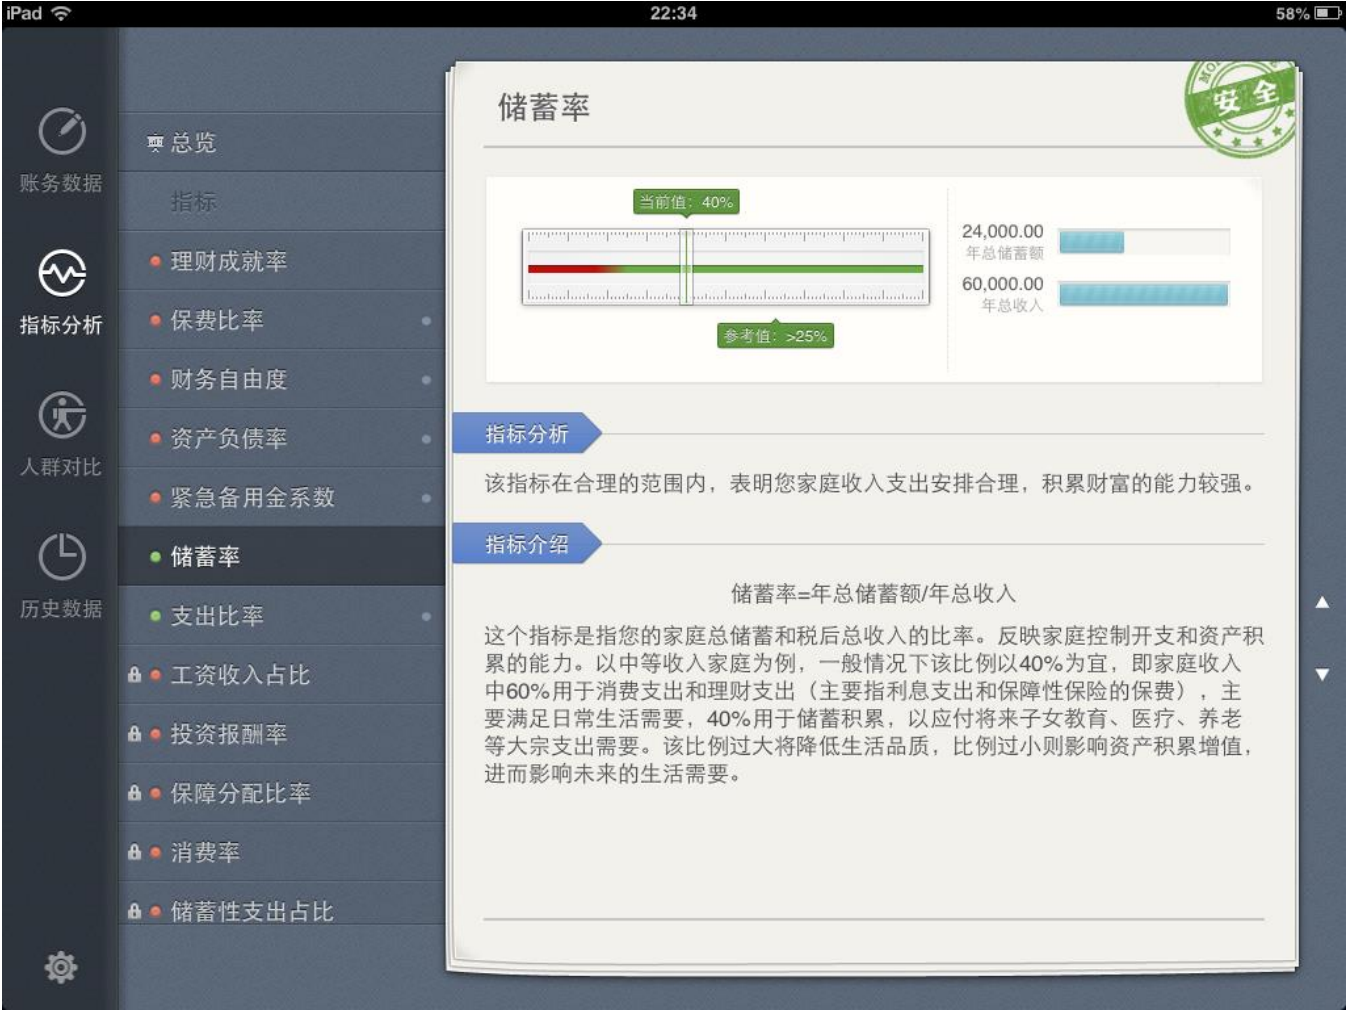 iPad
22:34
58%
账务数据
指标分析
人群对比
历史数据
总览
指标
理财成就率
保费比率
财务自由度
资产负债率
紧急备用金系数
储蓄率
支出比率
工资收入占比
投资报酬率
保障分配比率
消费率
储蓄性支出占比
储蓄率
安全
当前值：40%
参考值：>25%
24,000.00
年总储蓄额
60,000.00
年总收入
指标分析
该指标在合理的范围内，表明您家庭收入支出安排合理，积累财富的能力较强。
指标介绍
储蓄率=年总储蓄额/年总收入
这个指标是指您的家庭总储蓄和税后总收入的比率。反映家庭控制开支和资产积
累的能力。以中等收入家庭为例，一般情况下该比例以40%为宜，即家庭收入
中60%用于消费支出和理财支出（主要指利息支出和保障性保险的保费），主
要满足日常生活需要，40%用于储蓄积累，以应付将来子女教育、医疗、养老
等大宗支出需要。该比例过大将降低生活品质，比例过小则影响资产积累增值，
进而影响未来的生活需要。